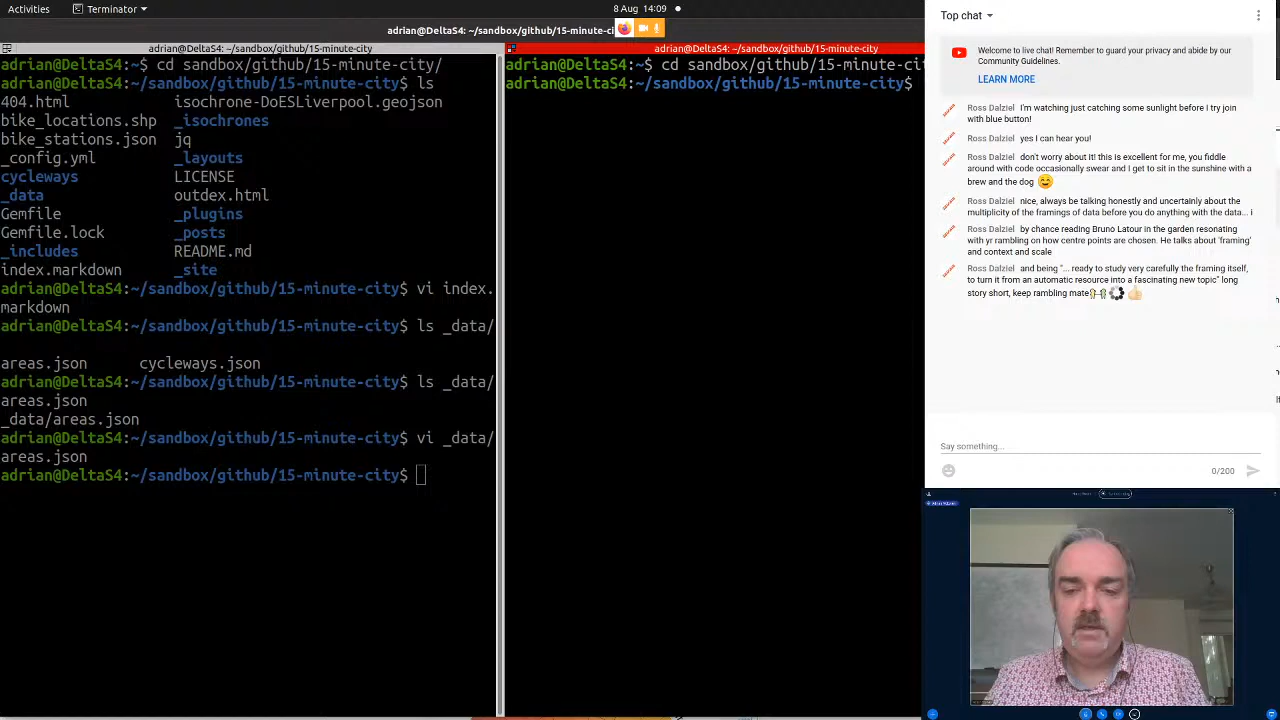 Activities
Terminator
8 Aug 14:09
adrian@DeltaS4: ~/sandbox/github/15-minute-ci
adrian@DeltaS4: ~/sandbox/github/15-minute-city
adrian@DeltaS4:~$ cd sandbox/github/15-minute-city/
adrian@DeltaS4:~/sandbox/github/15-minute-city$ ls
404.html isochrone-DoESLiverpool.geojson
bike_locations.shp _isochrones
bike_stations.json jq
_config.yml _layouts
cycleways LICENSE
_data outdex.html
Gemfile _plugins
Gemfile.lock _posts
_includes README.md
index.markdown _site
adrian@DeltaS4:~/sandbox/github/15-minute-city$ vi index.
markdown
adrian@DeltaS4:~/sandbox/github/15-minute-city$ ls _data/
areas.json cycleways.json
adrian@DeltaS4:~/sandbox/github/15-minute-city$ ls _data/
areas.json
_data/areas.json
adrian@DeltaS4:~/sandbox/github/15-minute-city$ vi _data/
areas.json
adrian@DeltaS4:~/sandbox/github/15-minute-city$
adrian@DeltaS4: ~/sandbox/github/15-minute-city
adrian@DeltaS4:~$ cd sandbox/github/15-minute-ci
adrian@DeltaS4:~/sandbox/github/15-minute-city$
Top chat
Welcome to live chat! Remember to guard your privacy and abide by our
Community Guidelines.
LEARN MORE
Ross Dalziel I'm watching just catching some sunlight before I try join
with blue button!
Ross Dalziel yes I can hear you!
Ross Dalziel don't worry about it! this is excellent for me, you fiddle
around with code occasionally swear and I get to sit in the sunshine with a
brew and the dog 😊
Ross Dalziel nice, always be talking honestly and uncertainly about the
multiplicity of the framings of data before you do anything with the data... i
Ross Dalziel by chance reading Bruno Latour in the garden resonating
with yr rambling on how centre points are chosen. He talks about 'framing'
and context and scale
Ross Dalziel and being "... ready to study very carefully the framing itself,
to turn it from an automatic resource into a fascinating new topic" long
story short, keep rambling mate
Say something...
0/200